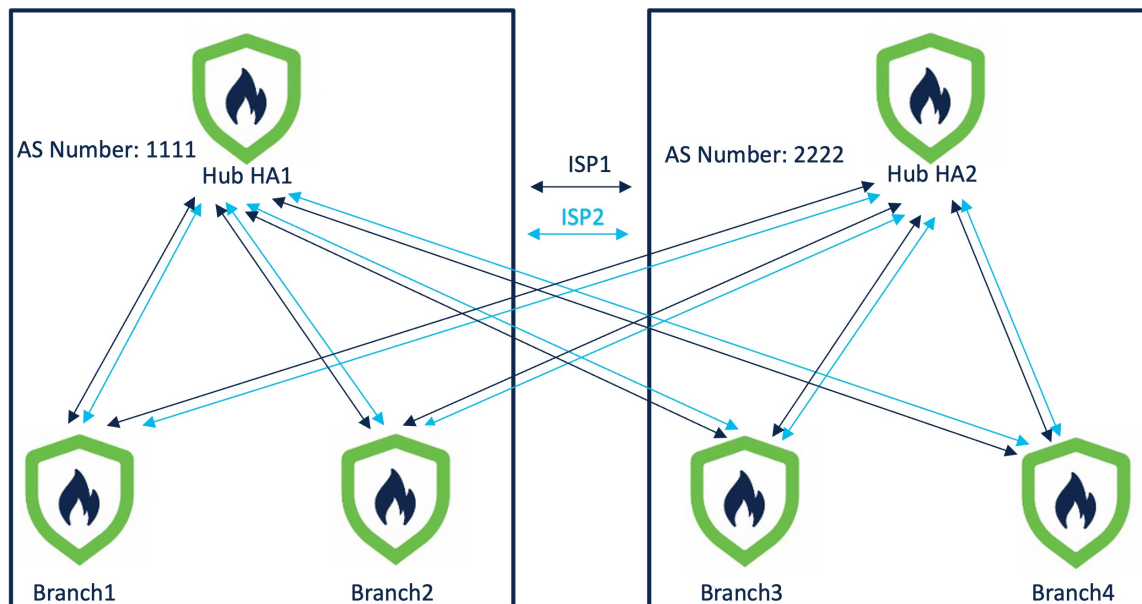 AS Number: 1111
Hub HA1
ISP1
ISP2
AS Number: 2222
Hub HA2
Branch1
Branch2
Branch3
Branch4